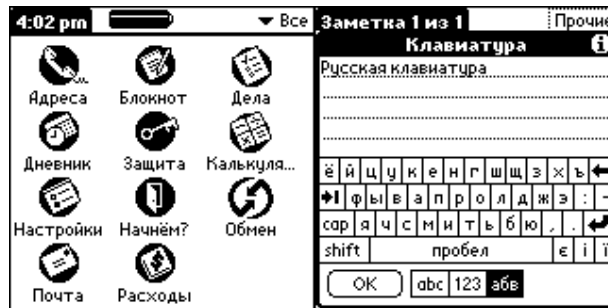 4:02 pm
Все
Адреса
Блокнот
Дела
Дневник
Защита
Калькуля...
Настройки
Начнём?
Обмен
Почта
Расходы
Заметка 1 из 1
Прочие
Клавиатура
Русская клавиатура
ё й ц у к е н г ш щ з х ъ
ф ы в а п р о л д ж э : -
cap я ч с м и т ь б ю , .
shift пробел є і ї
OK abc 123 абв